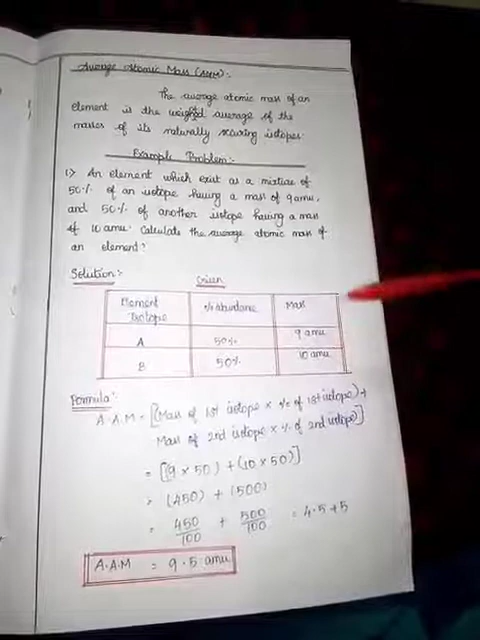 Average Atomic Mass (AAM):-
The average atomic mass of an
element is the weighted average of the
masses of its naturally occuring isotopes.
Example Problem:-
1) An element which exist as a mixture of
50% of an isotope having a mass of 9 amu,
and 50% of another isotope having a mass
of 10 amu. Calculate the average atomic mass of
an element?
Solution:- Given
Element Isotope % abundane Mass
A 50% 9 amu
B 50% 10 amu
Formula:-
A.A.M = [(Mass of 1st isotope x % of 1st isotope) +
Mass of 2nd isotope x % of 2nd isotope)]
= [(9 x 50) + (10 x 50)]
= (450) + (500)
= 450/100 + 500/100 = 4.5 + 5
A.A.M = 9.5 amu